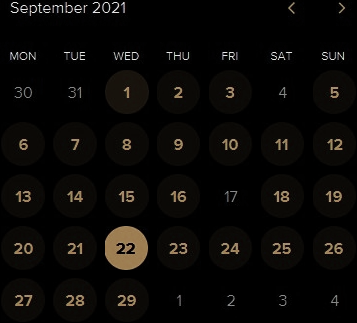 September 2021
MON TUE WED THU FRI SAT SUN
30 31 1 2 3 4 5
6 7 8 9 10 11 12
13 14 15 16 17 18 19
20 21 22 23 24 25 26
27 28 29 1 2 3 4